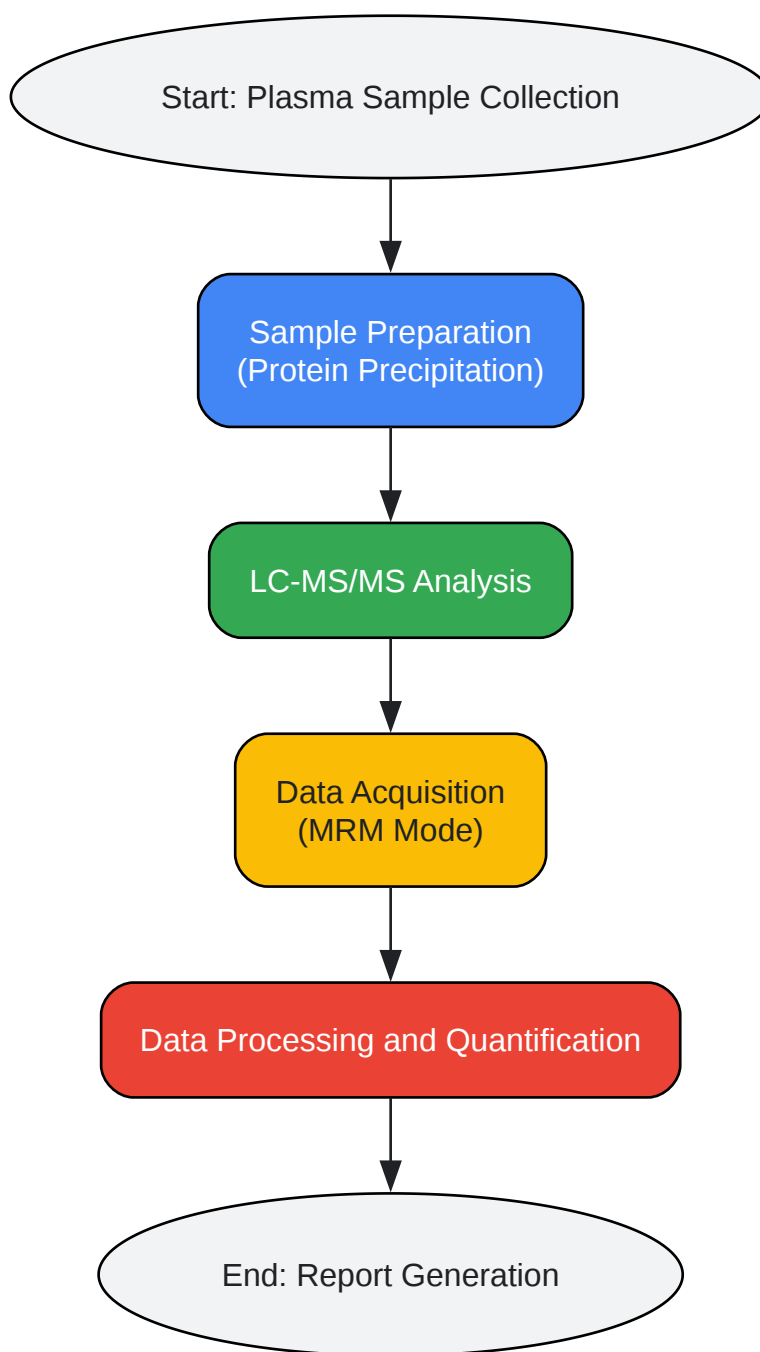 Start: Plasma Sample Collection
Sample Preparation
(Protein Precipitation)
LC-MS/MS Analysis
Data Acquisition
(MRM Mode)
Data Processing and Quantification
End: Report Generation